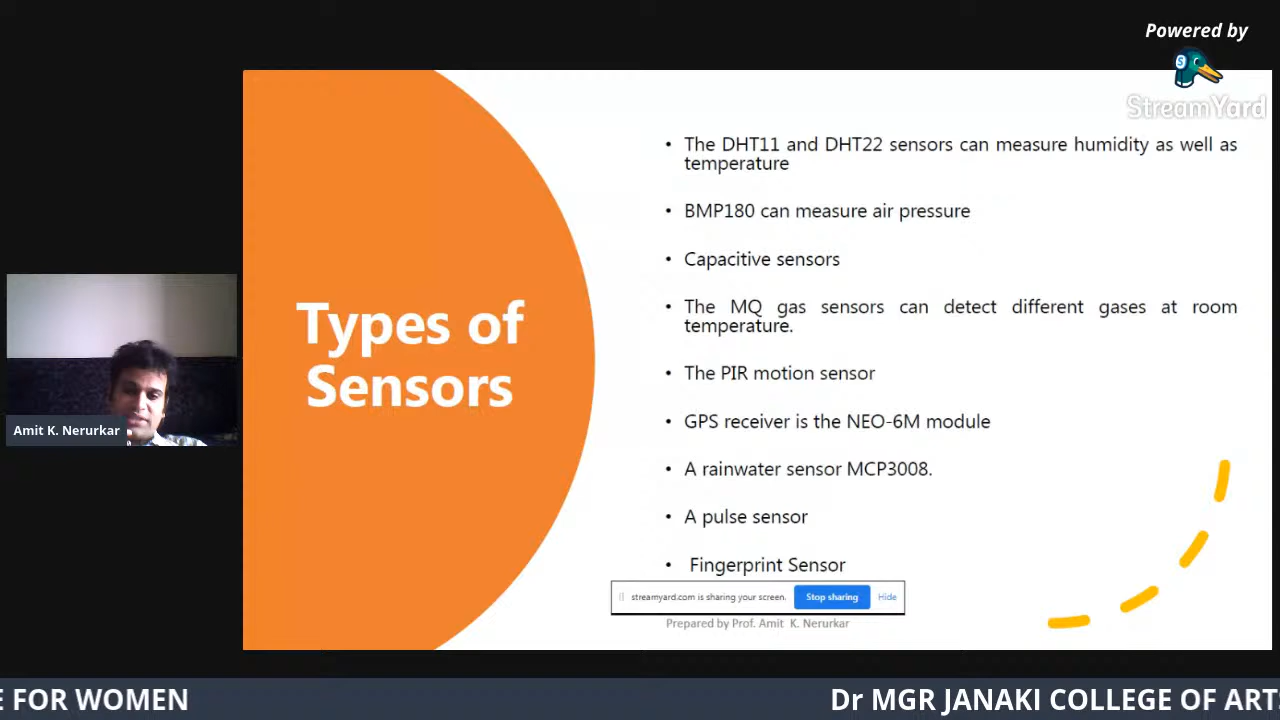 Powered by
StreamYard
Types of
Sensors
• The DHT11 and DHT22 sensors can measure humidity as well as
temperature
• BMP180 can measure air pressure
• Capacitive sensors
• The MQ gas sensors can detect different gases at room
temperature.
• The PIR motion sensor
• GPS receiver is the NEO-6M module
• A rainwater sensor MCP3008.
• A pulse sensor
• Fingerprint Sensor
streamyard.com is sharing your screen. Stop sharing Hide
Prepared by Prof. Amit K. Nerurkar
Amit K. Nerurkar
E FOR WOMEN Dr MGR JANAKI COLLEGE OF ARTS